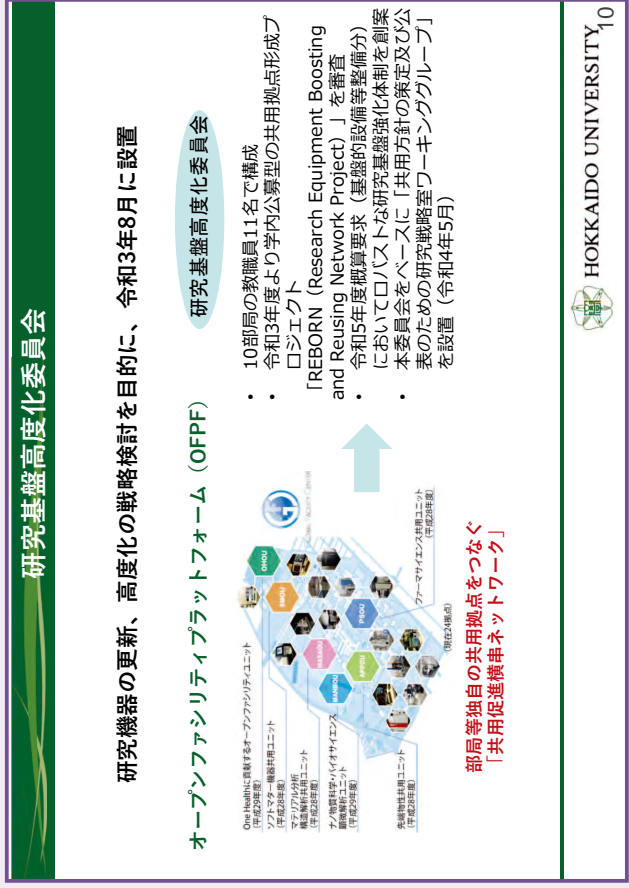 研究基盤高度化委員会
研究機器の更新、高度化の戦略検討を目的に、令和3年8月に設置
オープンファシリティプラットフォーム（OFPF）
One Healthに貢献するオープンファシリティユニット
(平成29年度)
ソフトマター機器共用ユニット
(平成28年度)
マテリアル分析
構造解析共用ユニット
(平成28年度)
ナノ物質科学・バイオサイエンス
顕微解析ユニット
(平成29年度)
先端物性共用ユニット
(平成28年度)
OHOU
SMOU
MASAOU
NANBOU
APPOU
PSOU
ファーマサイエンス共用ユニット
(平成28年度)
(現在24拠点)
部局等独自の共用拠点をつなぐ
「共用促進横串ネットワーク」
研究基盤高度化委員会
• 10部局の教職員11名で構成
• 令和3年度より学内公募型の共用拠点形成プ
ロジェクト
「REBORN（Research Equipment Boosting
and Reusing Network Project）」を審査
• 令和5年度概算要求（基盤的設備等整備分）
においてロバストな研究基盤強化体制を創案
• 本委員会をベースに「共用方針の策定及び公
表のための研究戦略室ワーキンググループ」
を設置（令和4年5月）
HOKKAIDO UNIVERSITY
10